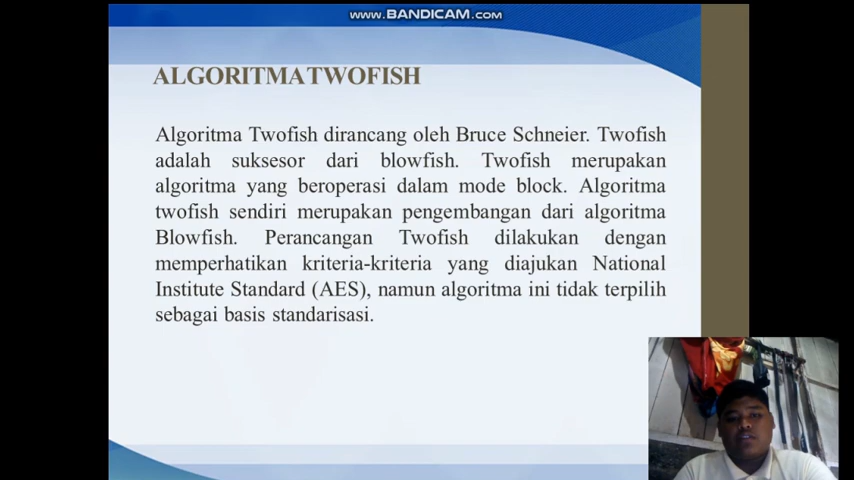 www.BANDICAM.com
ALGORITMA TWOFISH
Algoritma Twofish dirancang oleh Bruce Schneier. Twofish
adalah suksesor dari blowfish. Twofish merupakan
algoritma yang beroperasi dalam mode block. Algoritma
twofish sendiri merupakan pengembangan dari algoritma
Blowfish. Perancangan Twofish dilakukan dengan
memperhatikan kriteria-kriteria yang diajukan National
Institute Standard (AES), namun algoritma ini tidak terpilih
sebagai basis standarisasi.